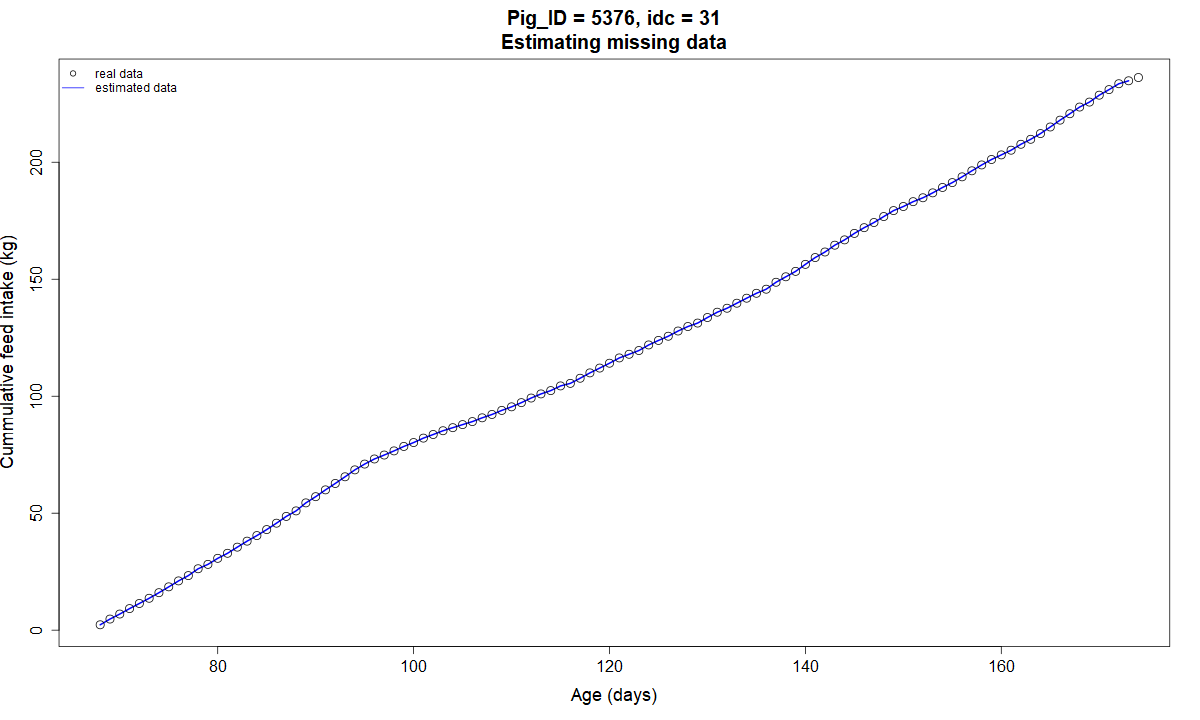 Pig_ID = 5376, idc = 31
Estimating missing data
real data
estimated data
Cummulative feed intake (kg)
200
150
100
50
0
80 100 120 140 160
Age (days)